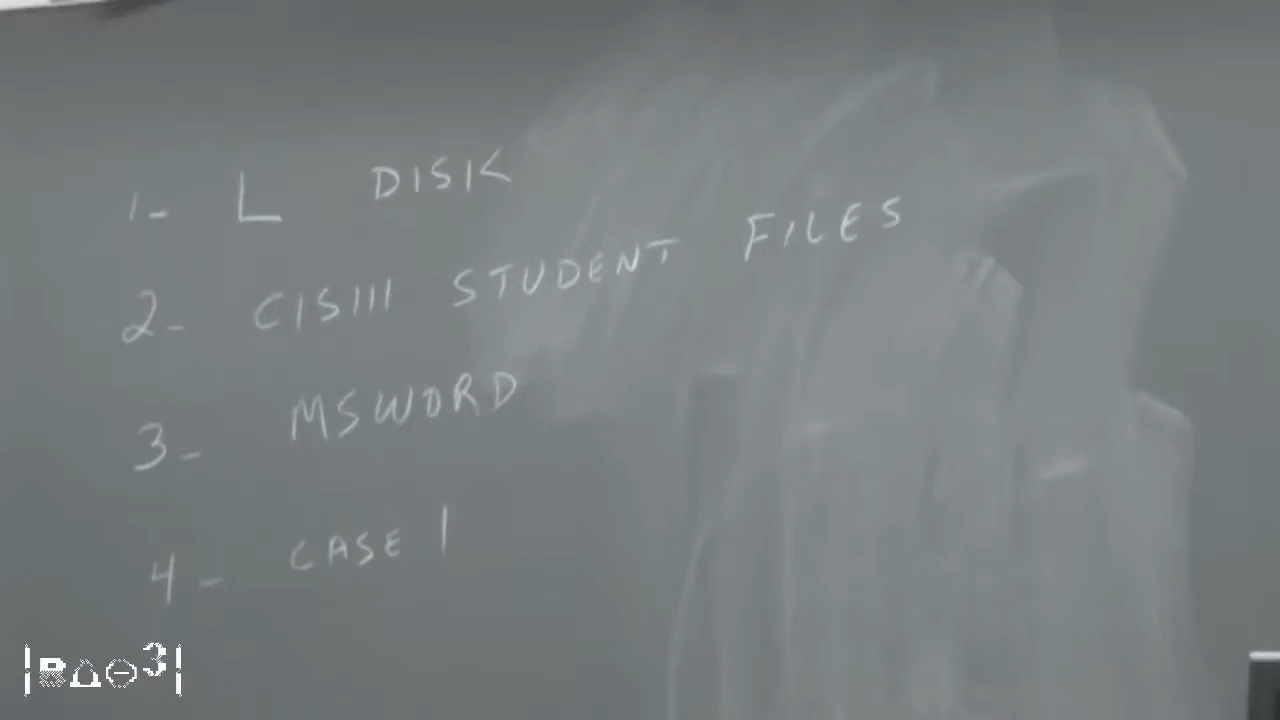 1- L DISK
2- CIS111 STUDENT FILES
3- MSWORD
4- CASE 1